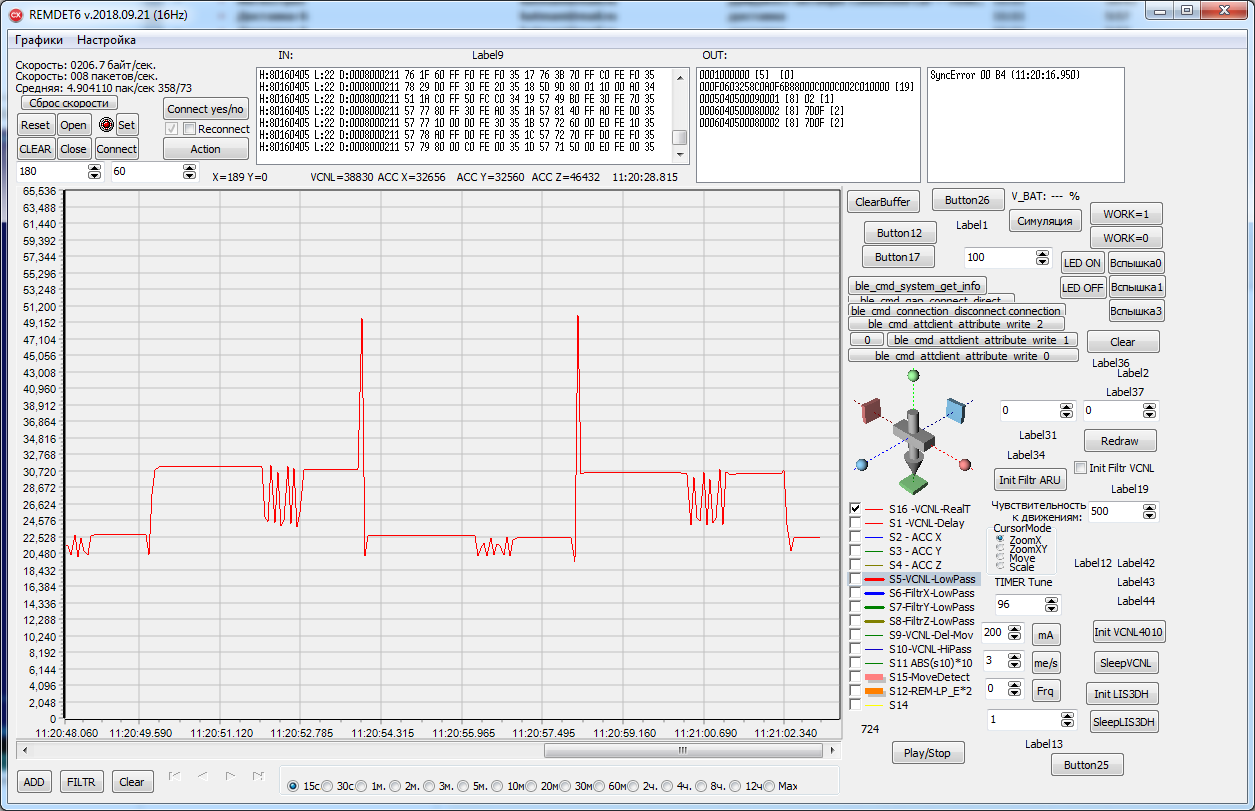 REMDET6 v.2018.09.21 (16Hz)
Графики Настройка
IN: Label9 OUT:
Скорость: 0206.7 байт/сек.
Скорость: 008 пакетов/сек.
Средняя: 4.904110 пак/сек 358/73
Сброс скорости
Reset Open Set
CLEAR Close Connect
Connect yes/no
Reconnect
Action
180 60
H:80160405 L:22 D:0008000211 76 1F 60 FF F0 FE F0 35 17 76 3B 70 FF C0 FE F0 35
H:80160405 L:22 D:0008000211 78 29 00 FF 30 FE 20 35 18 5D 9D 80 01 10 00 A0 34
H:80160405 L:22 D:0008000211 51 1A C0 FF 50 FC C0 34 19 57 49 B0 FE 30 FE 70 35
H:80160405 L:22 D:0008000211 57 77 80 FF 30 FE A0 35 1A 57 81 40 FF A0 FE D0 35
H:80160405 L:22 D:0008000211 57 77 10 FF 00 FE 30 35 1B 57 72 60 00 D0 FE 10 35
H:80160405 L:22 D:0008000211 57 78 A0 FF D0 FE F0 35 1C 57 72 70 FF D0 FE F0 35
H:80160405 L:22 D:0008000211 57 79 80 00 C0 FE 00 35 1D 57 71 50 00 E0 FE D0 35
0001000000 [5] [0]
000F0603258C0A0F6B88000C000C002C010000 [19]
0005040500090001 [8] 02 [1]
0006040500080002 [8] 7D0F [2]
0006040500080002 [8] 7D0F [2]
SyncError 00 B4 (11:20:16.950)
X=189 Y=0 VCNL=38830 ACC X=32656 ACC Y=32560 ACC Z=46432 11:20:28.815
65,536
63,488
61,440
59,392
57,344
55,296
53,248
51,200
49,152
47,104
45,056
43,008
40,960
38,912
36,864
34,816
32,768
30,720
28,672
26,624
24,576
22,528
20,480
18,432
16,384
14,336
12,288
10,240
8,192
6,144
4,096
2,048
0
11:20:48.060 11:20:49.590 11:20:51.120 11:20:52.785 11:20:54.315 11:20:55.965 11:20:57.495 11:20:59.160 11:21:00.690 11:21:02.340
ADD FILTR Clear
15с 30с 1м. 2м. 3м. 5м. 10м 20м 30м 60м 2ч. 4ч. 8ч. 12ч Max
ClearBuffer Button26 V_BAT: --- %
Label1 Симуляция WORK=1
Button12 WORK=0
Button17 100 LED ON Вспышка0
LED OFF Вспышка1
Вспышка3
ble_cmd_system_get_info
ble_cmd_gap_connect_direct
ble_cmd_connection_disconnect connection
ble_cmd_attclient_attribute_write_2
0 ble_cmd_attclient_attribute_write_1
ble_cmd_attclient_attribute_write_0
Clear
Label36
Label2
Label37
0 0
Label31
Redraw
Label34
Init Filtr VCNL
Init Filtr ARU
Label19
Чувствительность
к движениям: 500
CursorMode
ZoomX
ZoomXY
Move
Scale
Label12 Label42
Label43
Label44
TIMER Tune
96
S16 -VCNL-RealT
S1 -VCNL-Delay
S2 - ACC X
S3 - ACC Y
S4 - ACC Z
S5-VCNL-LowPass
S6-FiltrX-LowPass
S7-FiltrY-LowPass
S8-FiltrZ-LowPass
S9-VCNL-Del-Mov
S10-VCNL-HiPass
S11 ABS(s10)*10
S15-MoveDetect
S12-REM-LP_E*2
S14
200 mA Init VCNL4010
3 me/s SleepVCNL
0 Frq Init LIS3DH
1 SleepLIS3DH
724
Play/Stop
Label13
Button25